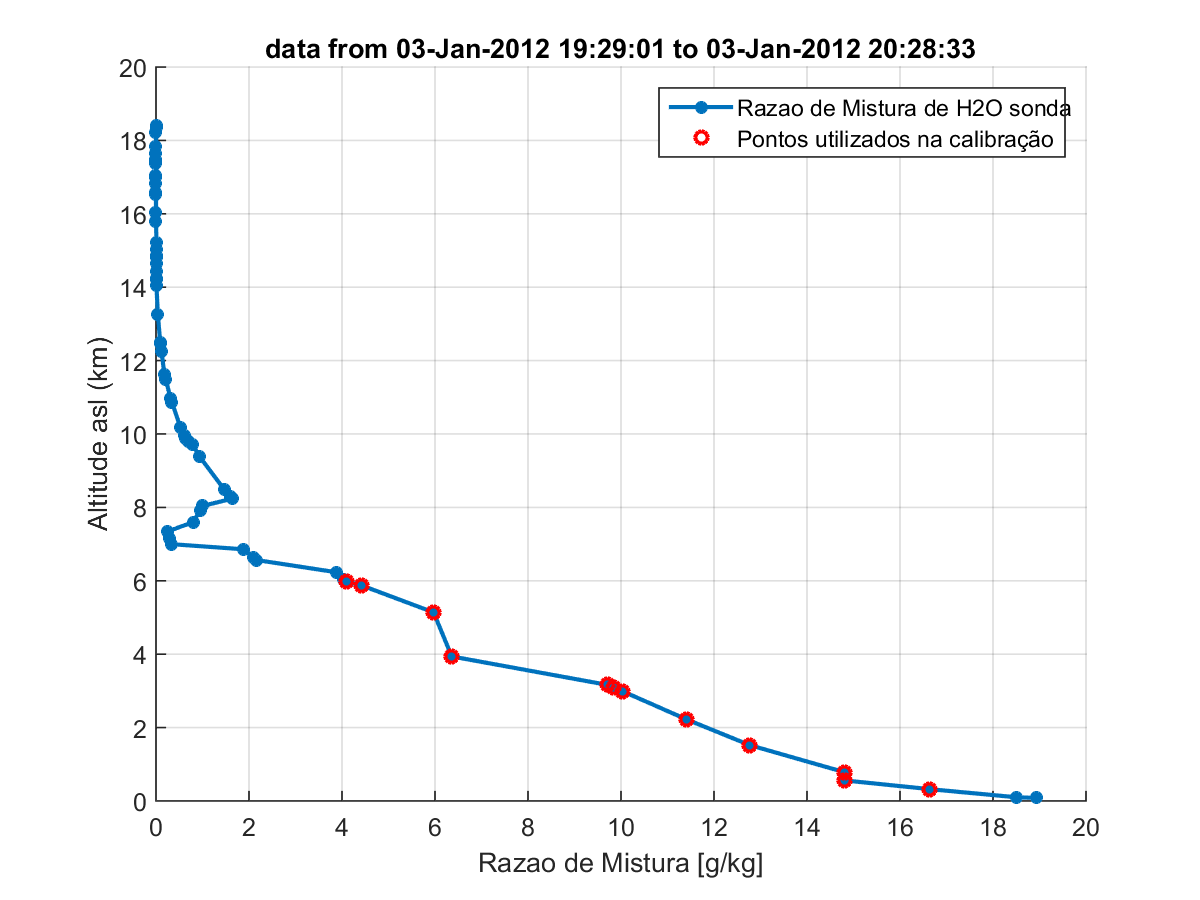 data from 03-Jan-2012 19:29:01 to 03-Jan-2012 20:28:33
Razao de Mistura de H2O sonda
Pontos utilizados na calibração
Altitude asl (km)
20
18
16
14
12
10
8
6
4
2
0
0 2 4 6 8 10 12 14 16 18 20
Razao de Mistura [g/kg]